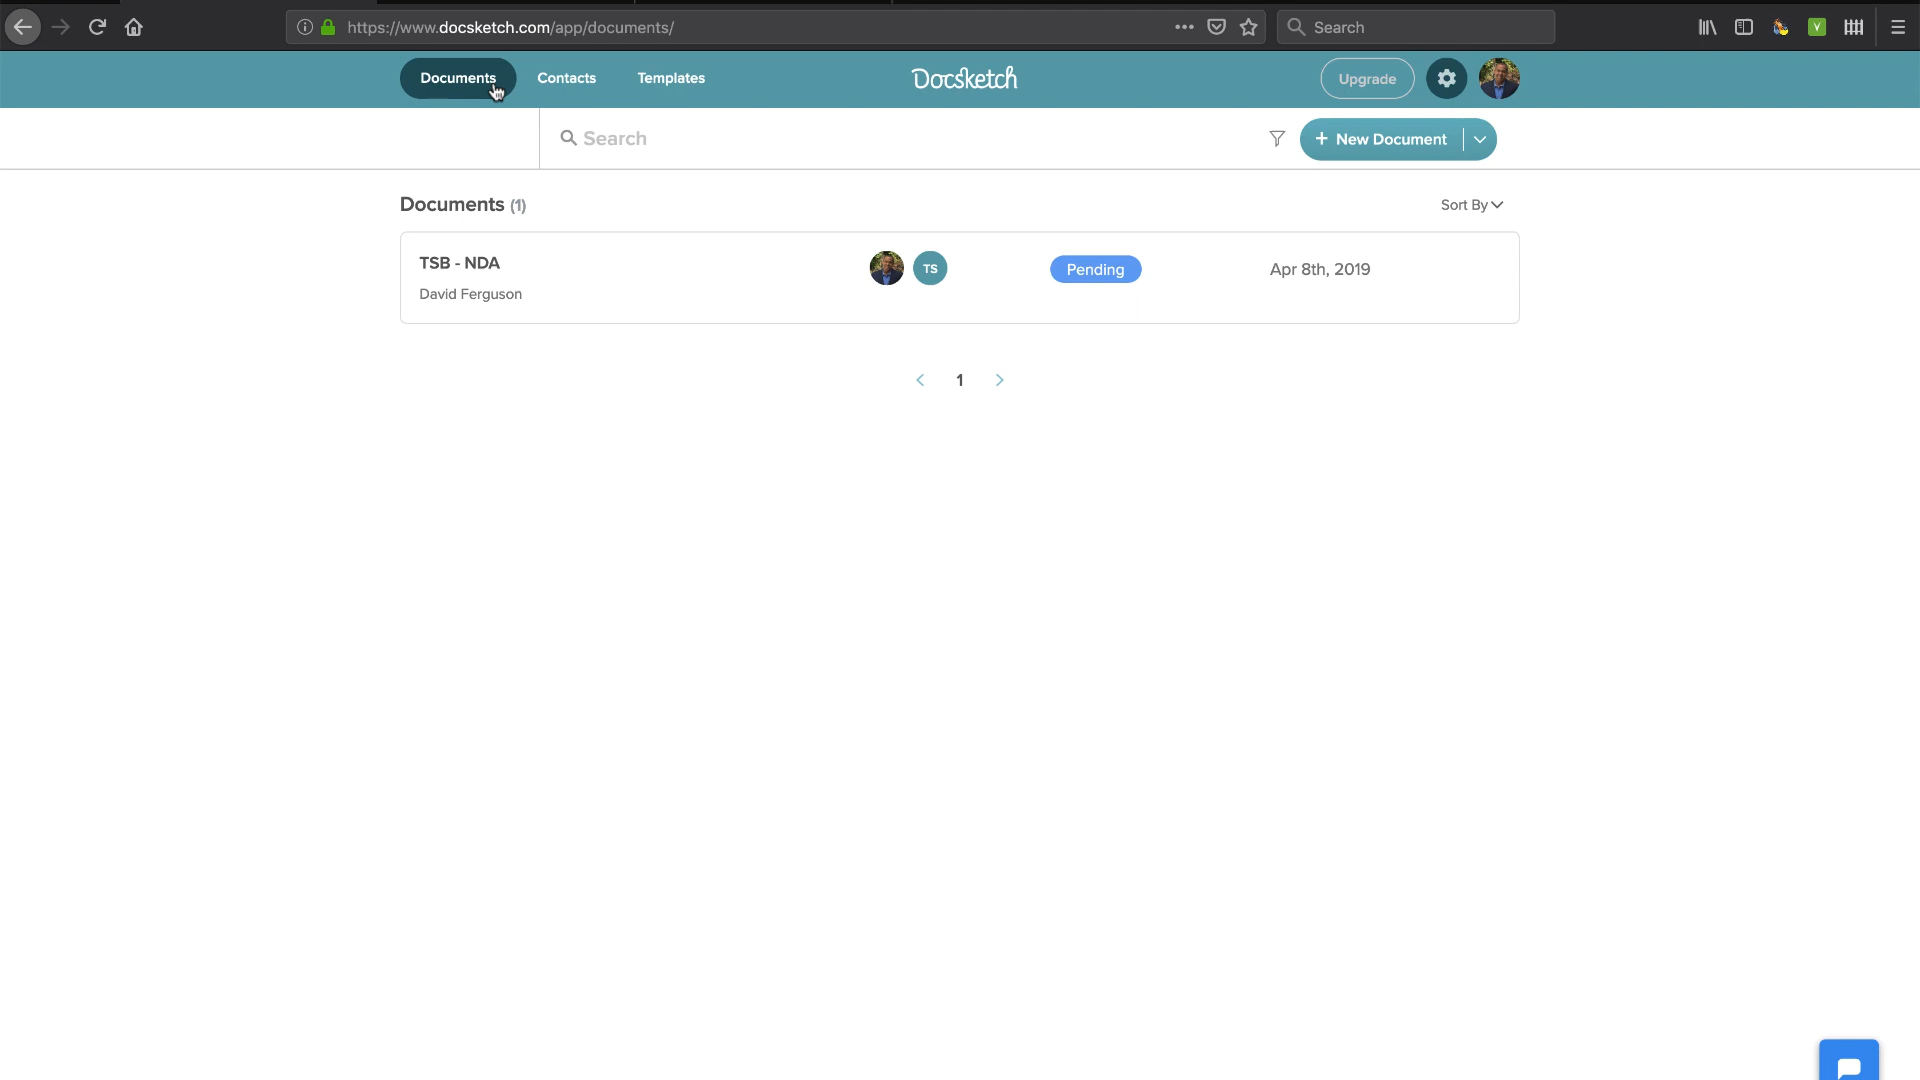 https://www.docsketch.com/app/documents/
Search
Documents Contacts Templates Docsketch Upgrade
Search
+ New Document
Documents (1)
Sort By
TSB - NDA
TS
Pending
Apr 8th, 2019
David Ferguson
1